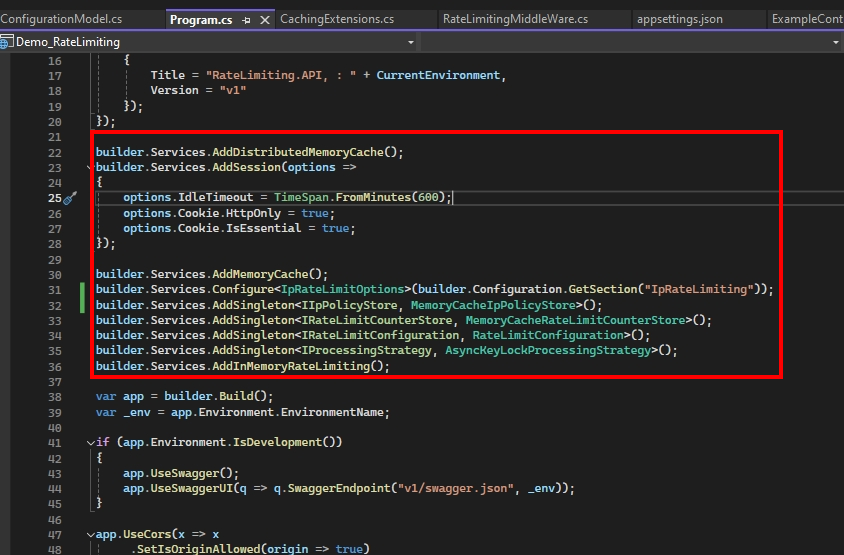 ConfigurationModel.cs Program.cs CachingExtensions.cs RateLimitingMiddleWare.cs appsettings.json ExampleCont
Demo_RateLimiting
16 {
17 Title = "RateLimiting.API, : " + CurrentEnvironment,
18 Version = "v1"
19 });
20 });
21
22 builder.Services.AddDistributedMemoryCache();
23 builder.Services.AddSession(options =>
24 {
25 options.IdleTimeout = TimeSpan.FromMinutes(600);
26 options.Cookie.HttpOnly = true;
27 options.Cookie.IsEssential = true;
28 });
29
30 builder.Services.AddMemoryCache();
31 builder.Services.Configure<IpRateLimitOptions>(builder.Configuration.GetSection("IpRateLimiting"));
32 builder.Services.AddSingleton<IIpPolicyStore, MemoryCacheIpPolicyStore>();
33 builder.Services.AddSingleton<IRateLimitCounterStore, MemoryCacheRateLimitCounterStore>();
34 builder.Services.AddSingleton<IRateLimitConfiguration, RateLimitConfiguration>();
35 builder.Services.AddSingleton<IProcessingStrategy, AsyncKeyLockProcessingStrategy>();
36 builder.Services.AddInMemoryRateLimiting();
37
38 var app = builder.Build();
39 var _env = app.Environment.EnvironmentName;
40
41 if (app.Environment.IsDevelopment())
42 {
43 app.UseSwagger();
44 app.UseSwaggerUI(q => q.SwaggerEndpoint("v1/swagger.json", _env));
45 }
46
47 app.UseCors(x => x
48 .SetIsOriginAllowed(origin => true)